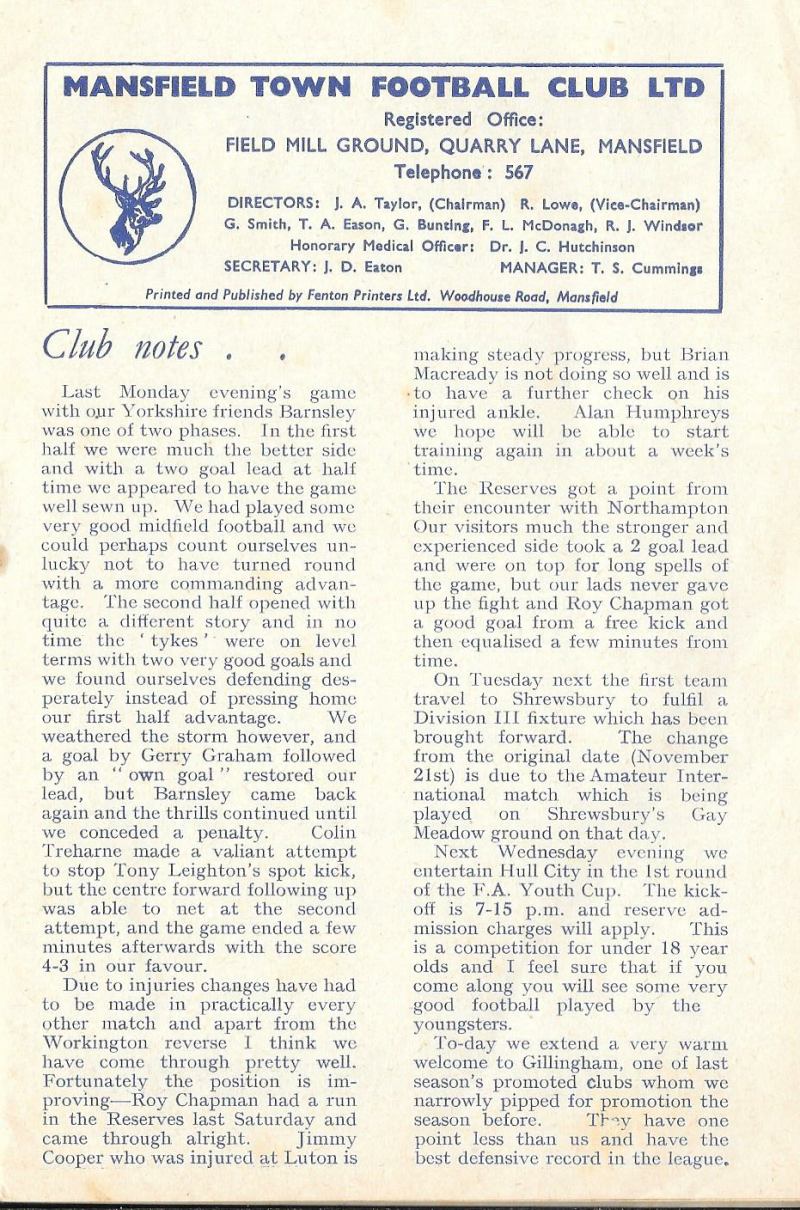 MANSFIELD TOWN FOOTBALL CLUB LTD
Registered Office:
FIELD MILL GROUND, QUARRY LANE, MANSFIELD
Telephone: 567
DIRECTORS: J. A. Taylor, (Chairman) R. Lowe, (Vice-Chairman)
G. Smith, T. A. Eason, G. Bunting, F. L. McDonagh, R. J. Windsor
Honorary Medical Officer: Dr. J. C. Hutchinson
SECRETARY: J. D. Eaton MANAGER: T. S. Cummings
Printed and Published by Fenton Printers Ltd. Woodhouse Road, Mansfield
Club notes . .
Last Monday evening's game
with our Yorkshire friends Barnsley
was one of two phases. In the first
half we were much the better side
and with a two goal lead at half
time we appeared to have the game
well sewn up. We had played some
very good midfield football and we
could perhaps count ourselves un-
lucky not to have turned round
with a more commanding advan-
tage. The second half opened with
quite a different story and in no
time the 'tykes' were on level
terms with two very good goals and
we found ourselves defending des-
perately instead of pressing home
our first half advantage. We
weathered the storm however, and
a goal by Gerry Graham followed
by an "own goal" restored our
lead, but Barnsley came back
again and the thrills continued until
we conceded a penalty. Colin
Treharne made a valiant attempt
to stop Tony Leighton's spot kick,
but the centre forward following up
was able to net at the second
attempt, and the game ended a few
minutes afterwards with the score
4-3 in our favour.
Due to injuries changes have had
to be made in practically every
other match and apart from the
Workington reverse I think we
have come through pretty well.
Fortunately the position is im-
proving—Roy Chapman had a run
in the Reserves last Saturday and
came through alright. Jimmy
Cooper who was injured at Luton is
making steady progress, but Brian
Macready is not doing so well and is
to have a further check on his
injured ankle. Alan Humphreys
we hope will be able to start
training again in about a week's
time.
The Reserves got a point from
their encounter with Northampton
Our visitors much the stronger and
experienced side took a 2 goal lead
and were on top for long spells of
the game, but our lads never gave
up the fight and Roy Chapman got
a good goal from a free kick and
then equalised a few minutes from
time.
On Tuesday next the first team
travel to Shrewsbury to fulfil a
Division III fixture which has been
brought forward. The change
from the original date (November
21st) is due to the Amateur Inter-
national match which is being
played on Shrewsbury's Gay
Meadow ground on that day.
Next Wednesday evening we
entertain Hull City in the 1st round
of the F.A. Youth Cup. The kick-
off is 7-15 p.m. and reserve ad-
mission charges will apply. This
is a competition for under 18 year
olds and I feel sure that if you
come along you will see some very
good football played by the
youngsters.
To-day we extend a very warm
welcome to Gillingham, one of last
season's promoted clubs whom we
narrowly pipped for promotion the
season before. They have one
point less than us and have the
best defensive record in the league.